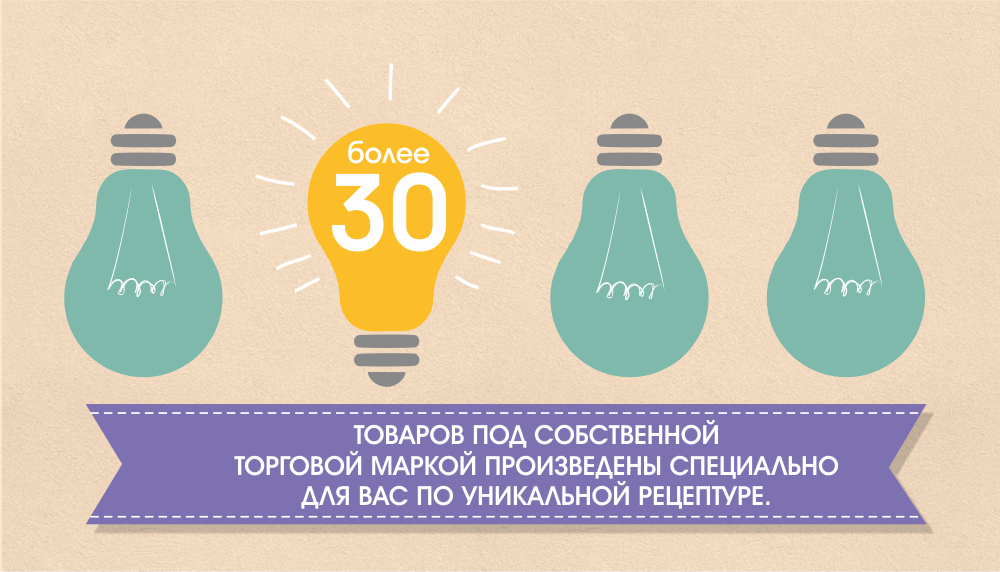 более
30
ТОВАРОВ ПОД СОБСТВЕННОЙ
ТОРГОВОЙ МАРКОЙ ПРОИЗВЕДЕНЫ СПЕЦИАЛЬНО
ДЛЯ ВАС ПО УНИКАЛЬНОЙ РЕЦЕПТУРЕ.